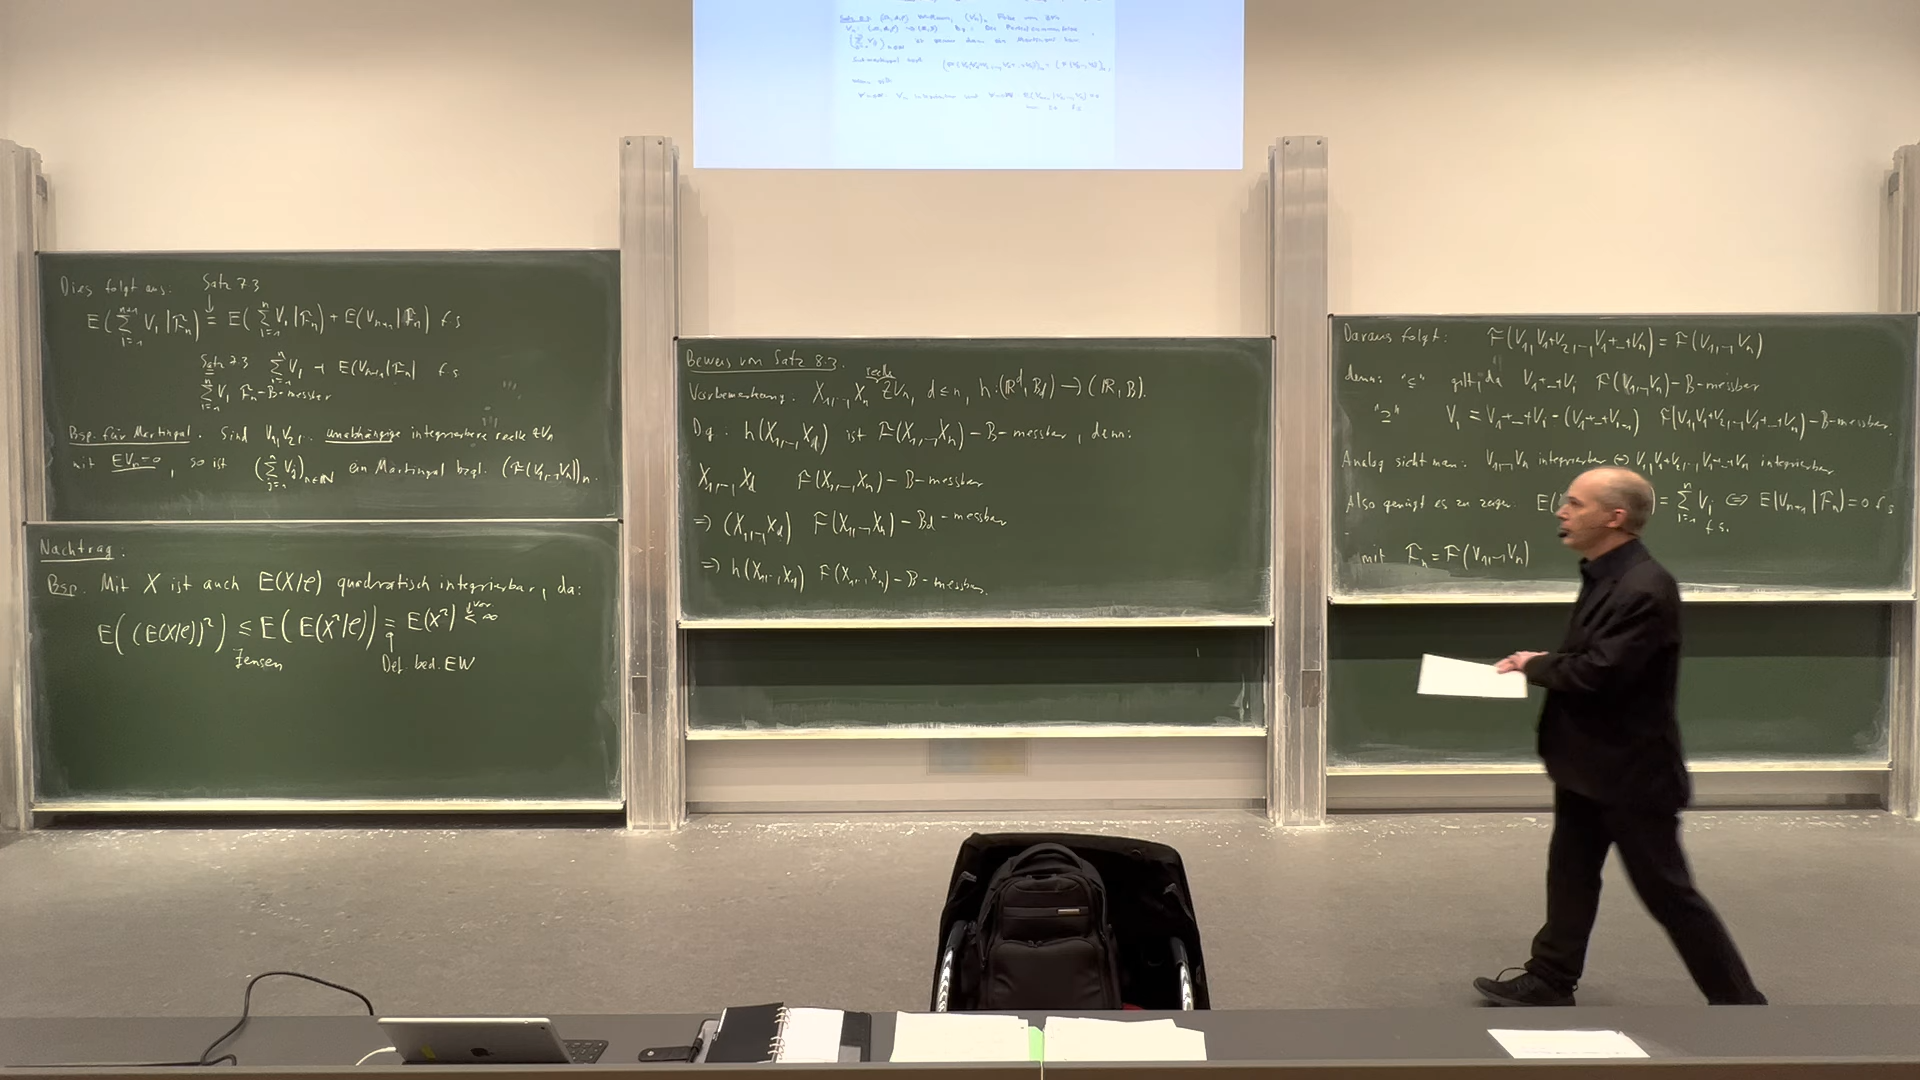 Satz 8.2.
Dies folgt aus: Satz 7.3
E(∑_{i=1}^{n+1} V_i | F_n) = E(∑_{i=1}^{n} V_i | F_n) + E(V_{n+1} | F_n) f.s
Satz 7.3 = ∑_{i=1}^{n} V_i + E(V_{n+1} | F_n) f.s
∑_{i=1}^{n} V_i F_n-B-messbar
Bsp. für Martingal. Sind V_1, V_2, .. unabhängige integrierbare reelle ZVn
mit EV_n=0, so ist (∑_{j=1}^{n} V_j)_{n∈ℕ} ein Martingal bzgl. (F(V_1,…,V_n))_n.
Nachtrag:
Bsp. Mit X ist auch E(X|C) quadratisch integrierbar, da:
E((E(X|C))²) ≤ E(E(X²|C)) = E(X²) < ∞
Vor.
Jensen
Def. bed. EW
Beweis von Satz 8.2.
Vorbemerkung. X_1,…,X_n reelle ZVn, d ≤ n, h:(ℝ^d, B_d) → (ℝ, B).
Dq: h(X_1,…,X_d) ist F(X_1,…,X_n)-B-messbar, denn:
X_1,…,X_d F(X_1,…,X_n)-B-messbar
⇒ (X_1,…,X_d) F(X_1,…,X_n)-B_d-messbar
⇒ h(X_1,…,X_d) F(X_1,…,X_n)-B-messbar.
Daraus folgt: F(V_1, V_1+V_2,…, V_1+…+V_n) = F(V_1,…,V_n)
denn: "⊆" gilt, da V_1+…+V_i F(V_1,…,V_n)-B-messbar
"⊇" V_i = V_1+…+V_i-(V_1+…+V_{i-1}) F(V_1,V_1+V_2,…,V_1+…+V_n)-B-messbar.
Analog sieht man: V_1,…,V_n integrierbar ⇔ V_1, V_1+V_2,…, V_1+…+V_n integrierbar
Also genügt es zu zeigen: E( = ∑_{i=1}^{n} V_i f.s. ⇔ E(V_{n+1} | F_n) = 0 f.s
mit F_n = F(V_1,…,V_n)